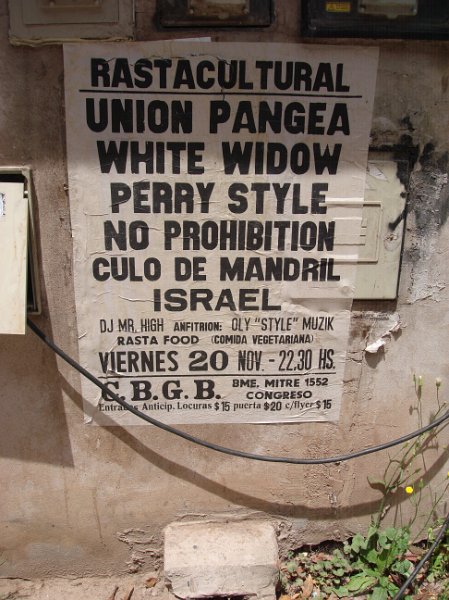 RASTACULTURAL
UNION PANGEA
WHITE WIDOW
PERRY STYLE
NO PROHIBITION
CULO DE MANDRIL
ISRAEL
DJ MR. HIGH ANFITRION: OLY "STYLE" MUZIK
RASTA FOOD (COMIDA VEGETARIANA)
VIERNES 20 NOV. - 22.30 HS.
C.B.G.B. BME. MITRE 1552
CONGRESO
Entradas Anticip. Locuras $15 puerta $20 c/flyer $15